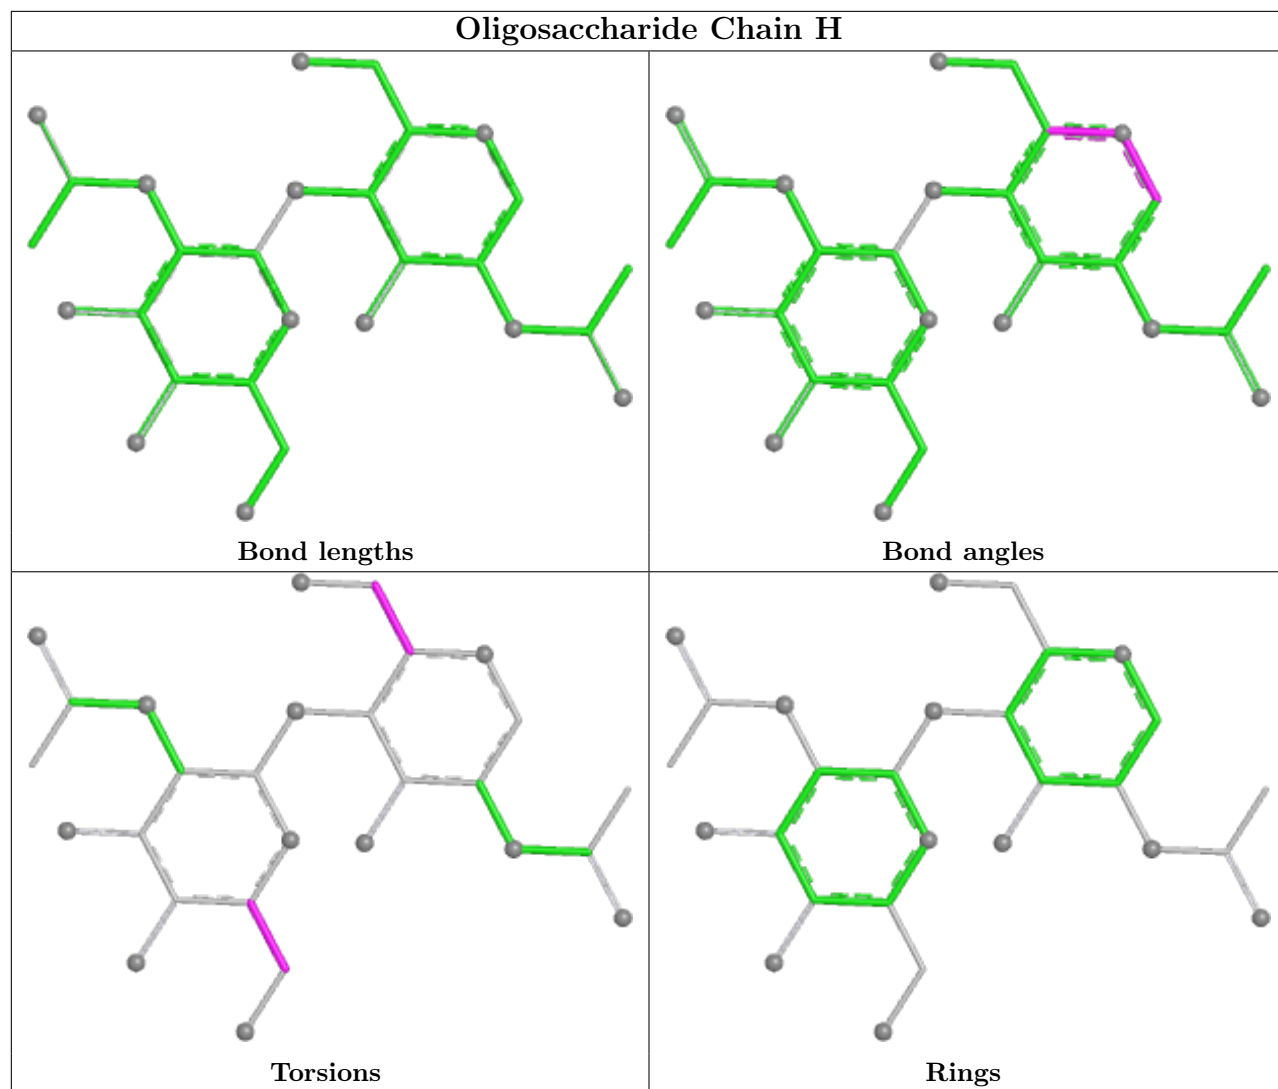 Oligosaccharide Chain H
Bond lengths
Bond angles
Torsions
Rings